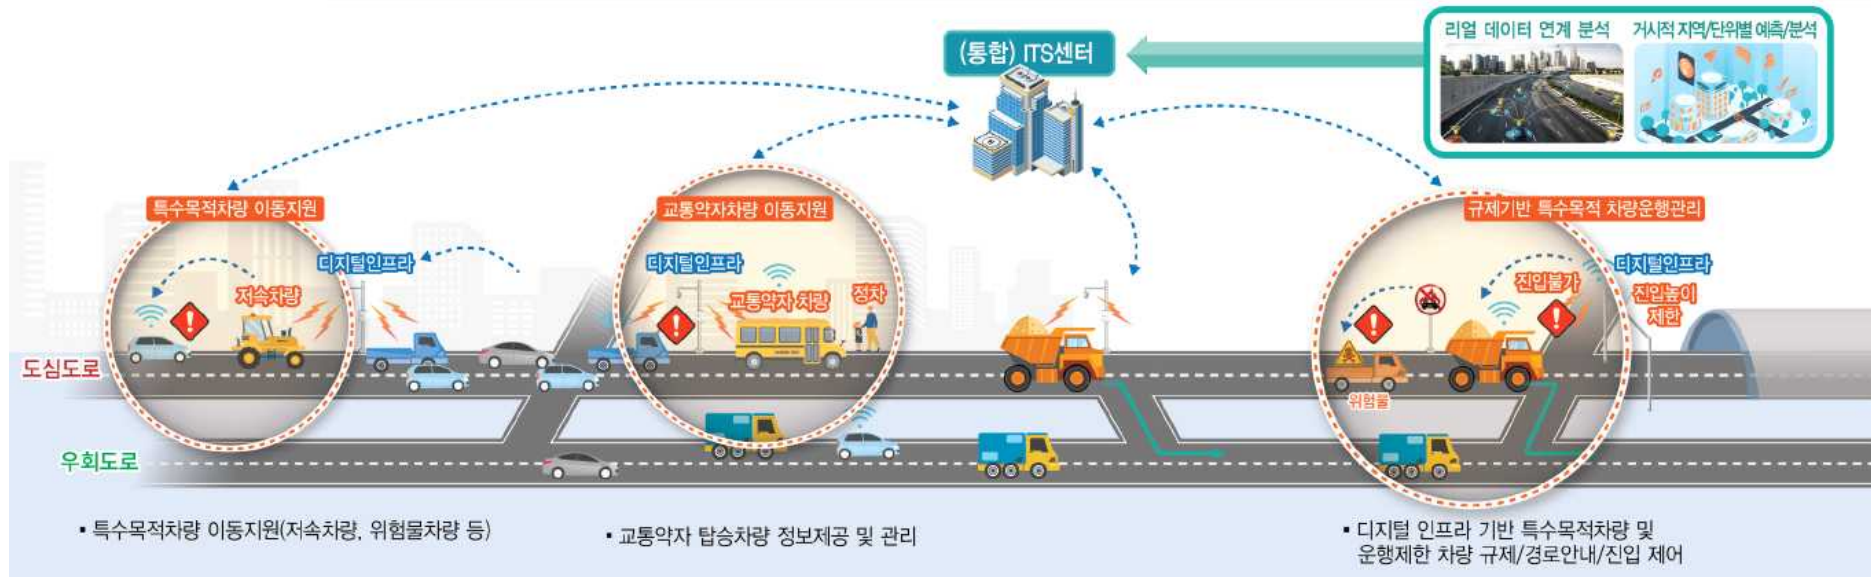 리얼 데이터 연계 분석
거시적 지역/단위별 예측/분석
(통합) ITS센터
특수목적차량 이동지원
교통약자차량 이동지원
규제기반 특수목적 차량운행관리
디지털인프라
디지털인프라
디지털인프라
저속차량
교통약자 차량
정차
진입불가
진입높이
제한
도심도로
위험물
우회도로
▪ 특수목적차량 이동지원(저속차량, 위험물차량 등)
▪ 교통약자 탑승차량 정보제공 및 관리
▪ 디지털 인프라 기반 특수목적차량 및
운행제한 차량 규제/경로안내/진입 제어